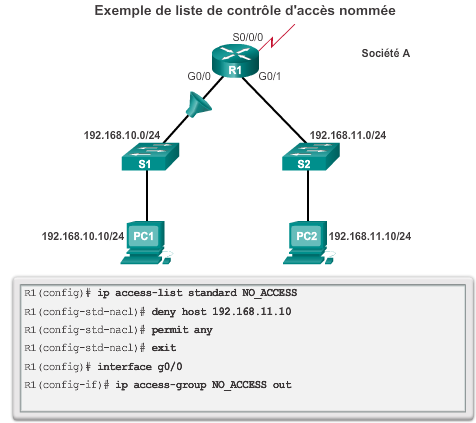 Exemple de liste de contrôle d'accès nommée
S0/0/0
Société A
R1
G0/0
G0/1
192.168.10.0/24
192.168.11.0/24
S1
S2
192.168.10.10/24
PC1
PC2
192.168.11.10/24
R1(config)# ip access-list standard NO_ACCESS
R1(config-std-nacl)# deny host 192.168.11.10
R1(config-std-nacl)# permit any
R1(config-std-nacl)# exit
R1(config)# interface g0/0
R1(config-if)# ip access-group NO_ACCESS out